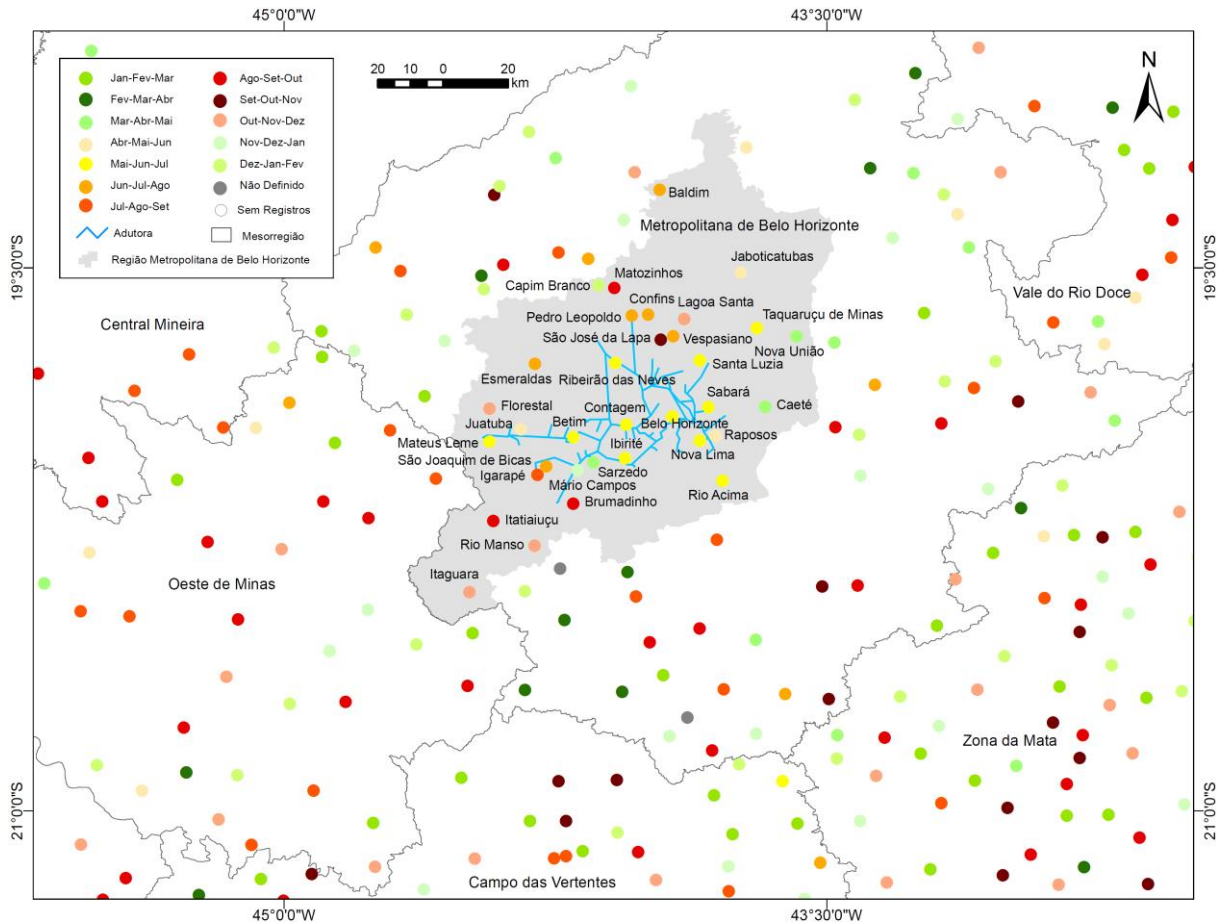 45°0'0"W
43°30'0"W
Jan-Fev-Mar
Ago-Set-Out
Fev-Mar-Abr
Set-Out-Nov
Mar-Abr-Mai
Out-Nov-Dez
Abr-Mai-Jun
Nov-Dez-Jan
Mai-Jun-Jul
Dez-Jan-Fev
Jun-Jul-Ago
Não Definido
Jul-Ago-Set
Sem Registros
Adutora
Mesorregião
Região Metropolitana de Belo Horizonte
20 10 0 20
km
N
Baldim
Metropolitana de Belo Horizonte
19°30'0"S
19°30'0"S
Jaboticatubas
Matozinhos
Capim Branco
Vale do Rio Doce
Confins
Lagoa Santa
Pedro Leopoldo
Taquaruçu de Minas
Central Mineira
São José da Lapa
Vespasiano
Nova União
Santa Luzia
Esmeraldas
Ribeirão das Neves
Sabará
Florestal
Contagem
Caeté
Juatuba
Betim
Belo Horizonte
Raposos
Mateus Leme
Ibirité
Nova Lima
São Joaquim de Bicas
Sarzedo
Igarapé
Mário Campos
Rio Acima
Brumadinho
Itatiaiuçu
Rio Manso
Itaguara
Oeste de Minas
Zona da Mata
21°0'0"S
21°0'0"S
Campo das Vertentes
45°0'0"W
43°30'0"W